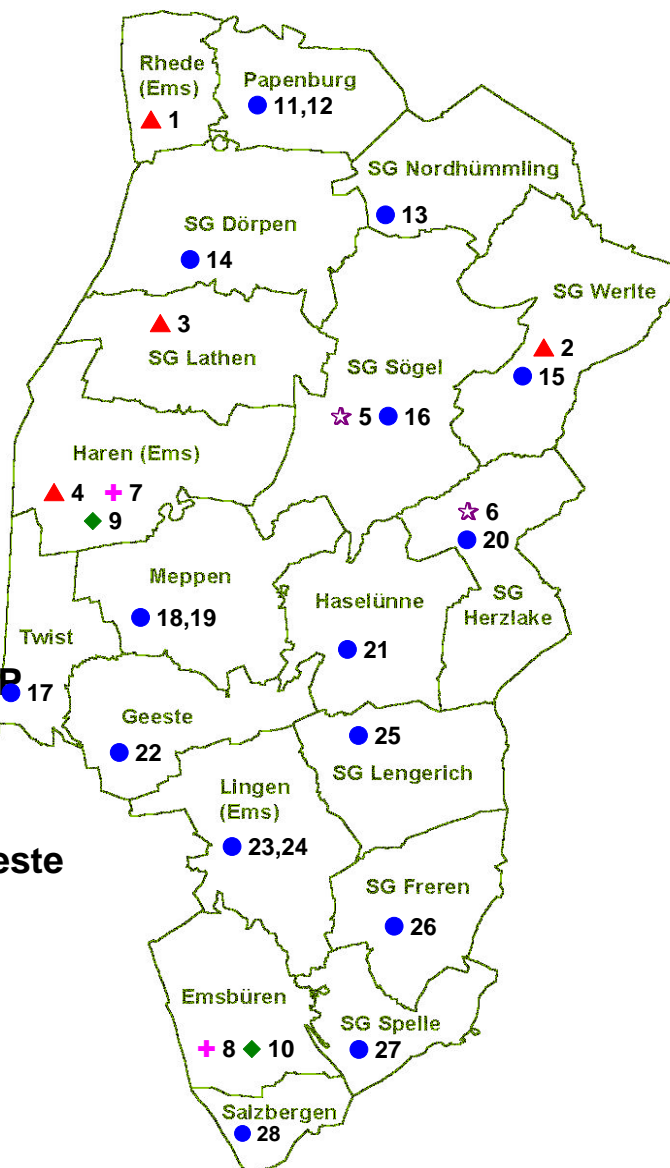 Rhede
(Ems)
1
Papenburg
11,12
SG Nordhümmling
13
SG Dörpen
14
SG Werlte
2
15
3
SG Lathen
SG Sögel
5 16
Haren (Ems)
4 7
9
6
20
SG
Herzlake
Meppen
18,19
Haselünne
21
Twist
P
17
Geeste
22
25
SG Lengerich
Lingen
(Ems)
23,24
este
SG Freren
26
Emsbüren
8 10
SG Spelle
27
Salzbergen
28